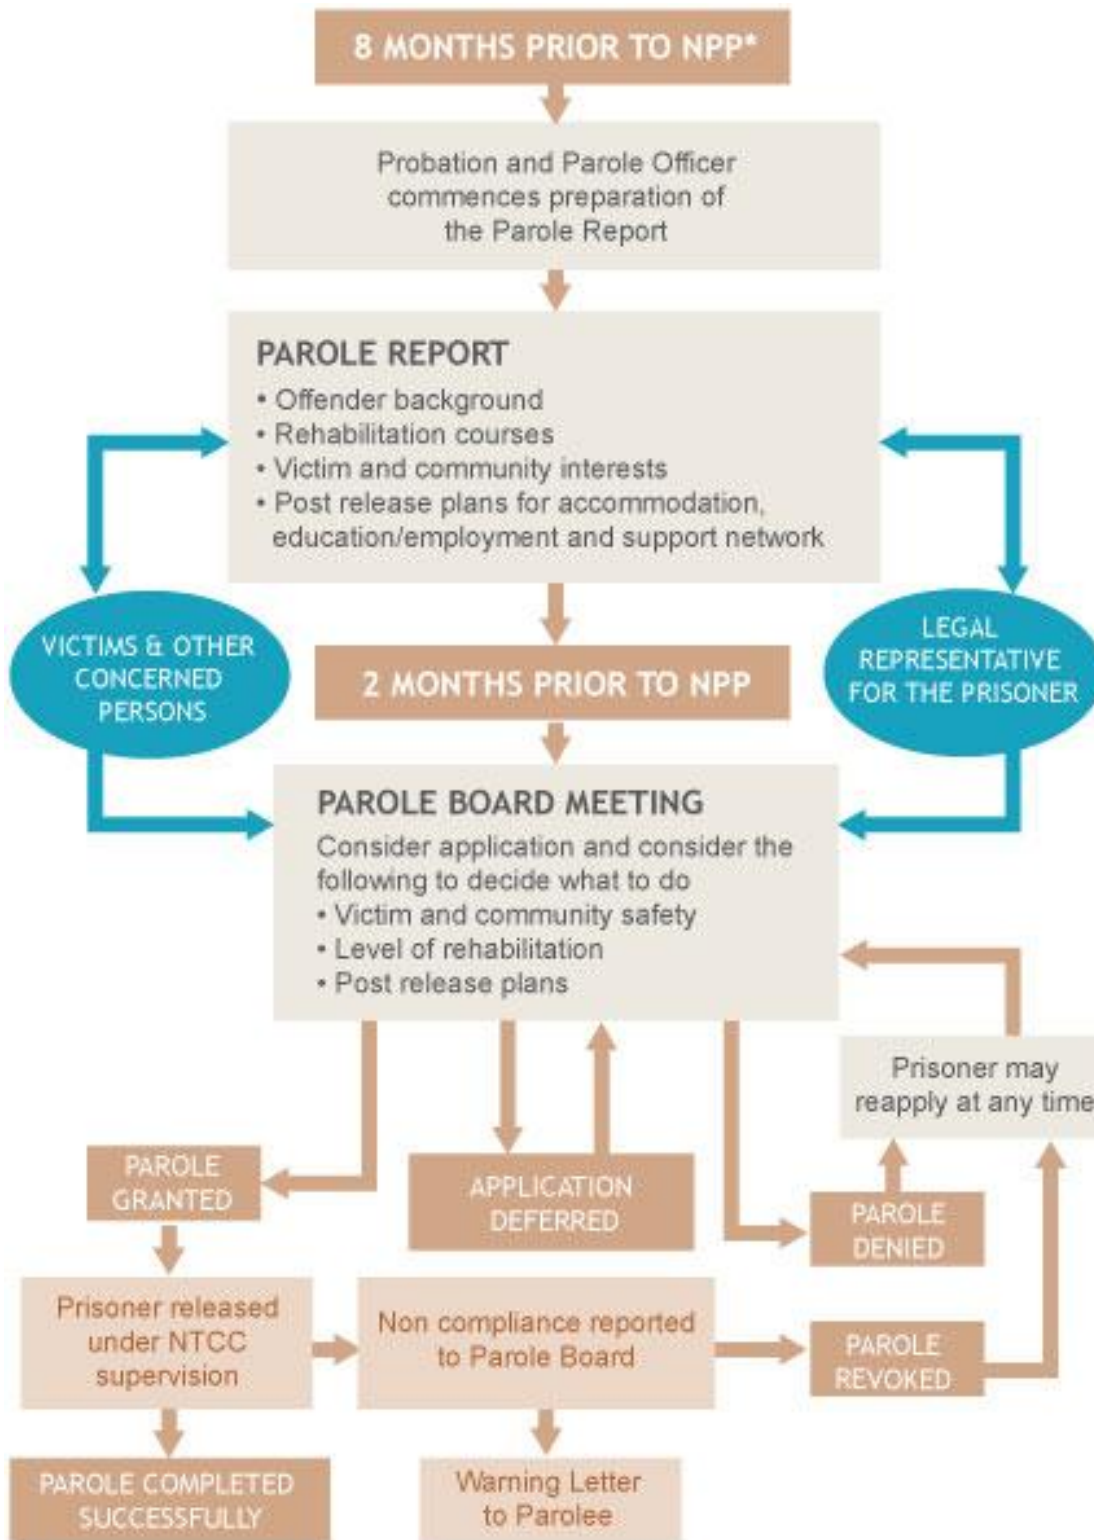 8 MONTHS PRIOR TO NPP*
Probation and Parole Officer
commences preparation of
the Parole Report
PAROLE REPORT
• Offender background
• Rehabilitation courses
• Victim and community interests
• Post release plans for accommodation,
education/employment and support network
VICTIMS & OTHER
CONCERNED
PERSONS
LEGAL
REPRESENTATIVE
FOR THE PRISONER
2 MONTHS PRIOR TO NPP
PAROLE BOARD MEETING
Consider application and consider the
following to decide what to do
• Victim and community safety
• Level of rehabilitation
• Post release plans
Prisoner may
reapply at any time
PAROLE
GRANTED
APPLICATION
DEFERRED
PAROLE
DENIED
Prisoner released
under NTCC
supervision
Non compliance reported
to Parole Board
PAROLE
REVOKED
PAROLE COMPLETED
SUCCESSFULLY
Warning Letter
to Parolee